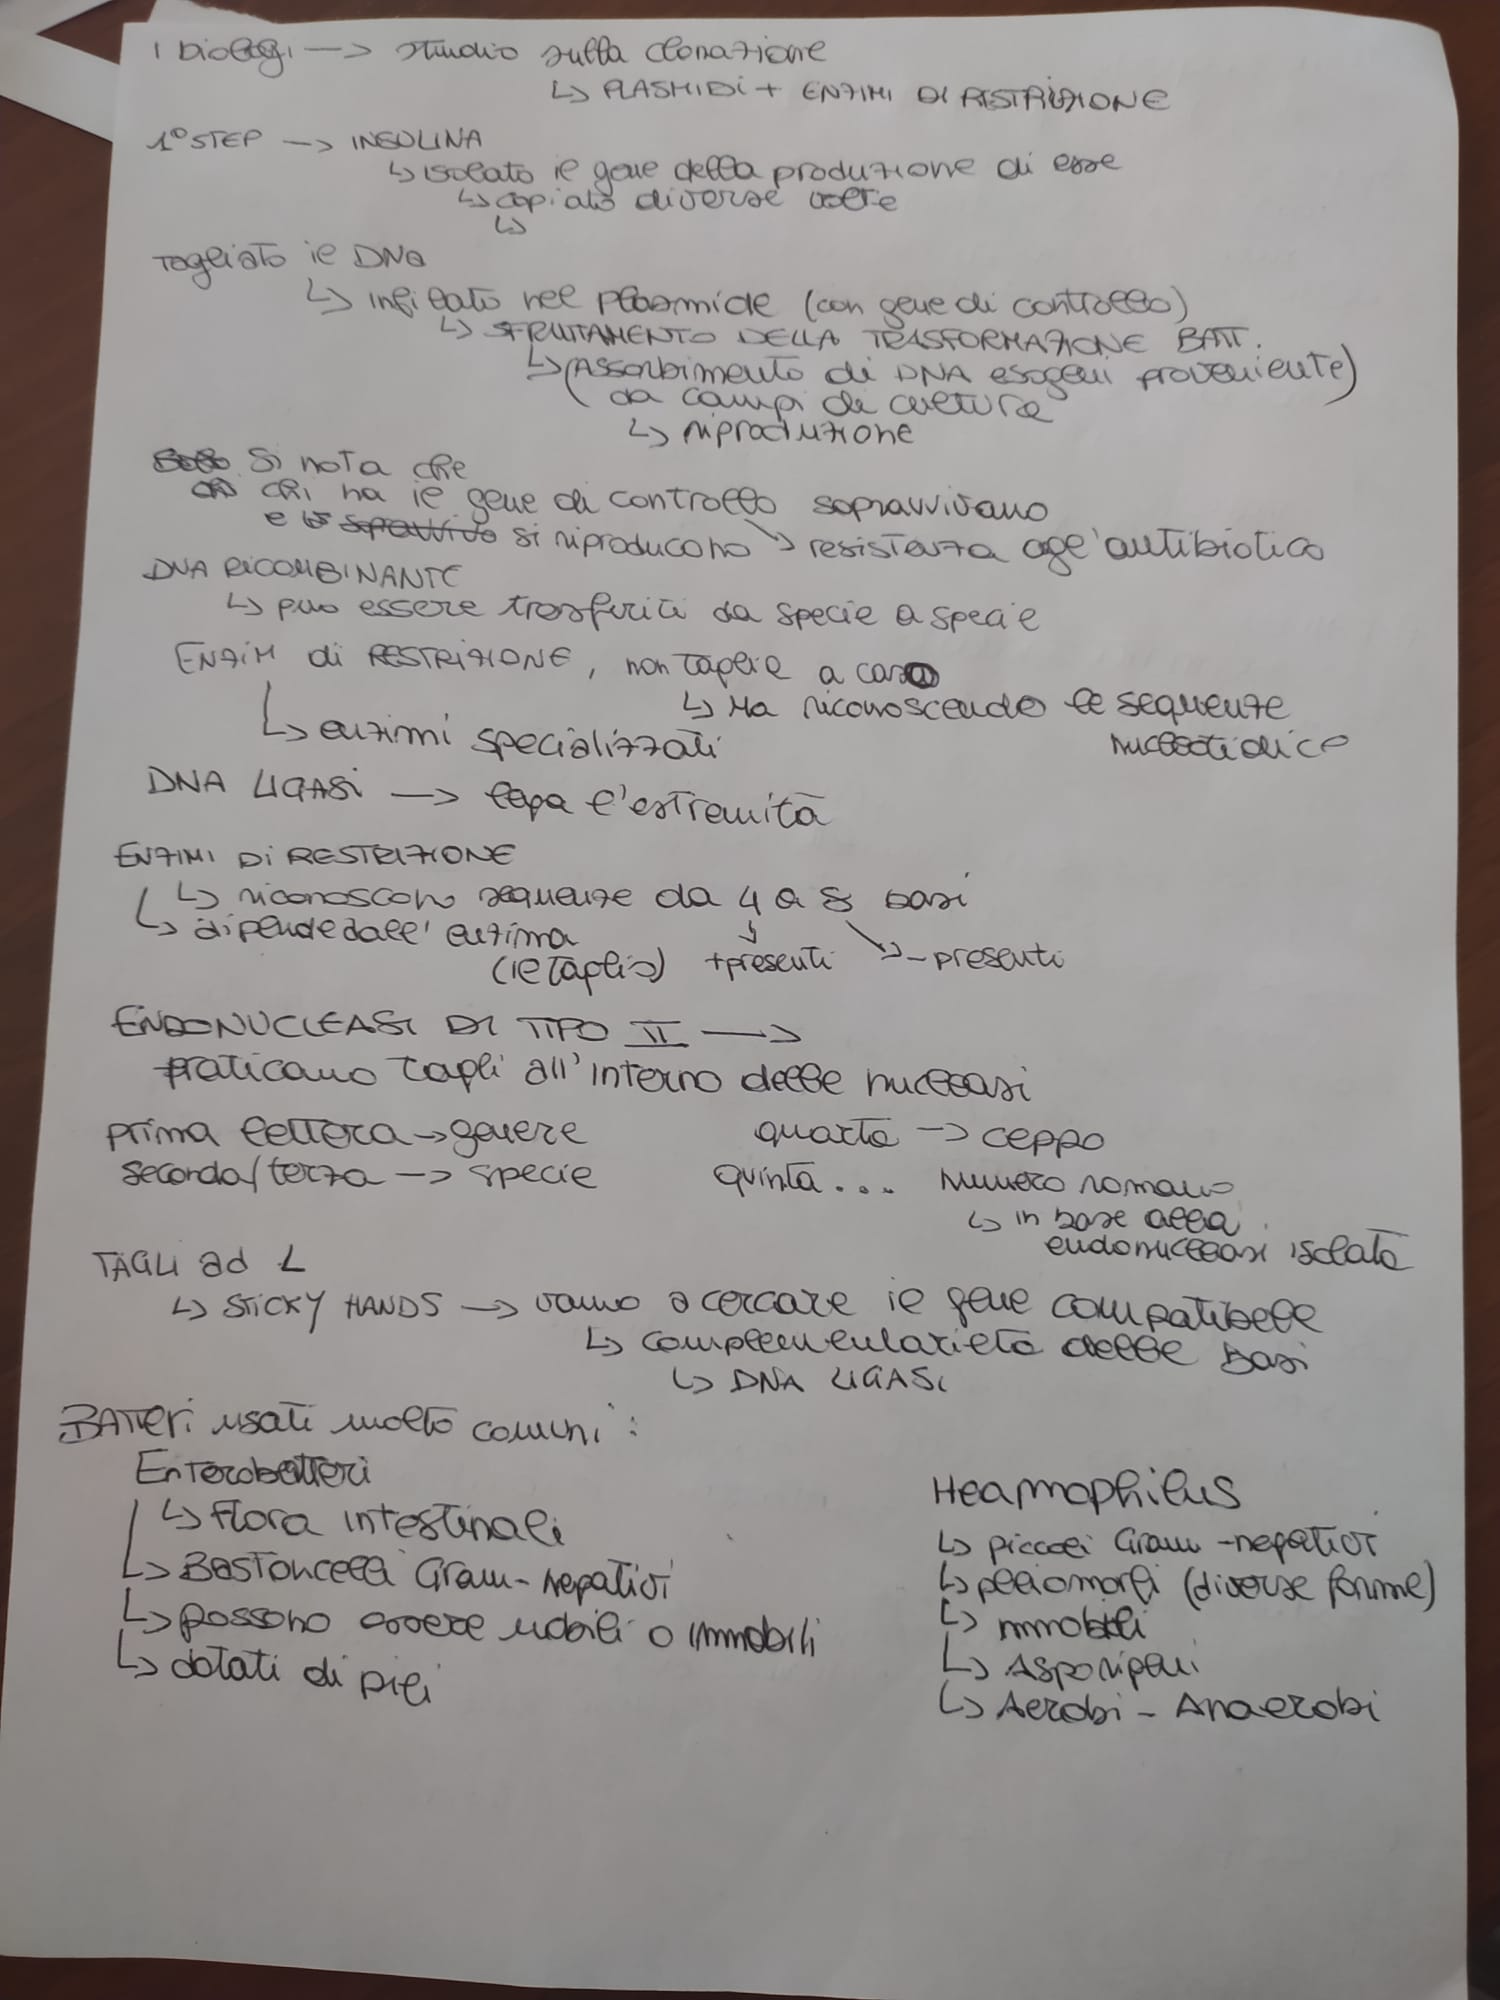 I biologi → studio sulla clonazione
↳ PLASMIDI + ENZIMI DI RESTRIZIONE
1° STEP → INSULINA
↳ isolato il gene della produzione di esse
↳ copiato diverse volte
↳
Tagliato il DNA
↳ infilato nel plasmide (con gene di controllo)
↳ SFRUTTAMENTO DELLA TRASFORMAZIONE BATT.
↳ (Assorbimento di DNA esogeni proveniente)
da campi di cultura
↳ riproduzione
Si nota che
chi ha il gene di controllo sopravvivano
e si riproducono ↘ resistenza agl'antibiotico
DNA RICOMBINANTE
↳ può essere trasferiti da specie a specie
ENZIM di RESTRIZIONE, non taglie a caso
↳ Ma riconoscendo le sequenze
↳ enzimi specializzati nucleotidice
DNA LIGASI → lega l'estremità
ENZIMI DI RESTRIZIONE
↳ riconoscono sequenze da 4 a 8 basi
↳ dipende dall'enzima
(il taglio) + presenti ↘ - presenti
ENDONUCLEASI DI TIPO II →
praticano tagli all'interno delle nucleasi
prima lettera → genere quarta → ceppo
seconda/terza → specie quinta... numero romano
↳ in base alla
endonucleasi isolata
TAGLI ad L
↳ STICKY HANDS → vanno a cercare il gene compatibele
↳ complementarietà delle basi
↳ DNA LIGASI
BATTERI usati molto comuni:
Enterobatteri Heamophilus
↳ Flora intestinali ↳ piccoli Gram-negativi
↳ Bastoncelli Gram-negativi ↳ pleiomorfi (diverse forme)
↳ possono essere mobili o immobili ↳ mmobili
↳ dotati di pili ↳ Asporigeni
↳ Aerobi - Anaerobi